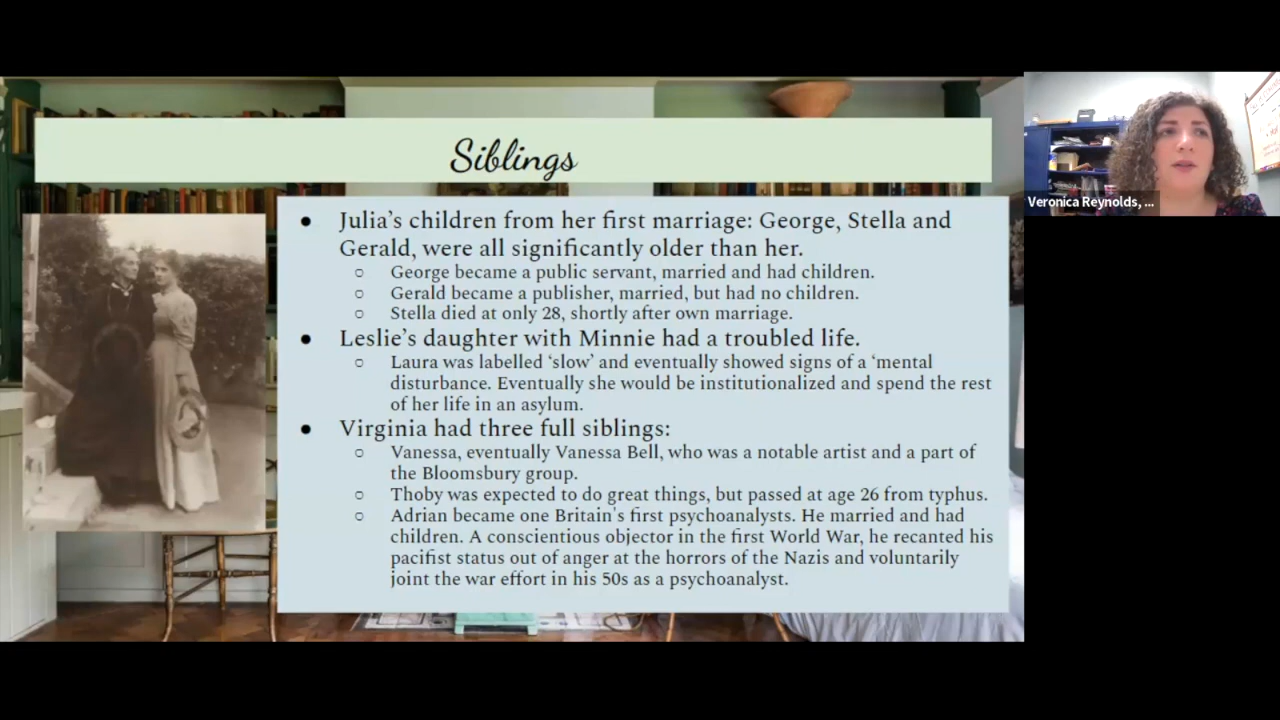 Siblings
● Julia’s children from her first marriage: George, Stella and
Gerald, were all significantly older than her.
○ George became a public servant, married and had children.
○ Gerald became a publisher, married, but had no children.
○ Stella died at only 28, shortly after own marriage.
● Leslie’s daughter with Minnie had a troubled life.
○ Laura was labelled ‘slow’ and eventually showed signs of a ‘mental
disturbance. Eventually she would be institutionalized and spend the rest
of her life in an asylum.
● Virginia had three full siblings:
○ Vanessa, eventually Vanessa Bell, who was a notable artist and a part of
the Bloomsbury group.
○ Thoby was expected to do great things, but passed at age 26 from typhus.
○ Adrian became one Britain's first psychoanalysts. He married and had
children. A conscientious objector in the first World War, he recanted his
pacifist status out of anger at the horrors of the Nazis and voluntarily
joint the war effort in his 50s as a psychoanalyst.
Veronica Reynolds, ...